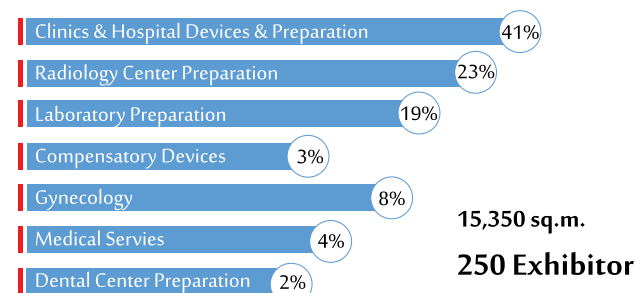 Clinics & Hospital Devices & Preparation 41%
Radiology Center Preparation 23%
Laboratory Preparation 19%
Compensatory Devices 3%
Gynecology 8%
Medical Servies 4%
Dental Center Preparation 2%
15,350 sq.m.
250 Exhibitor